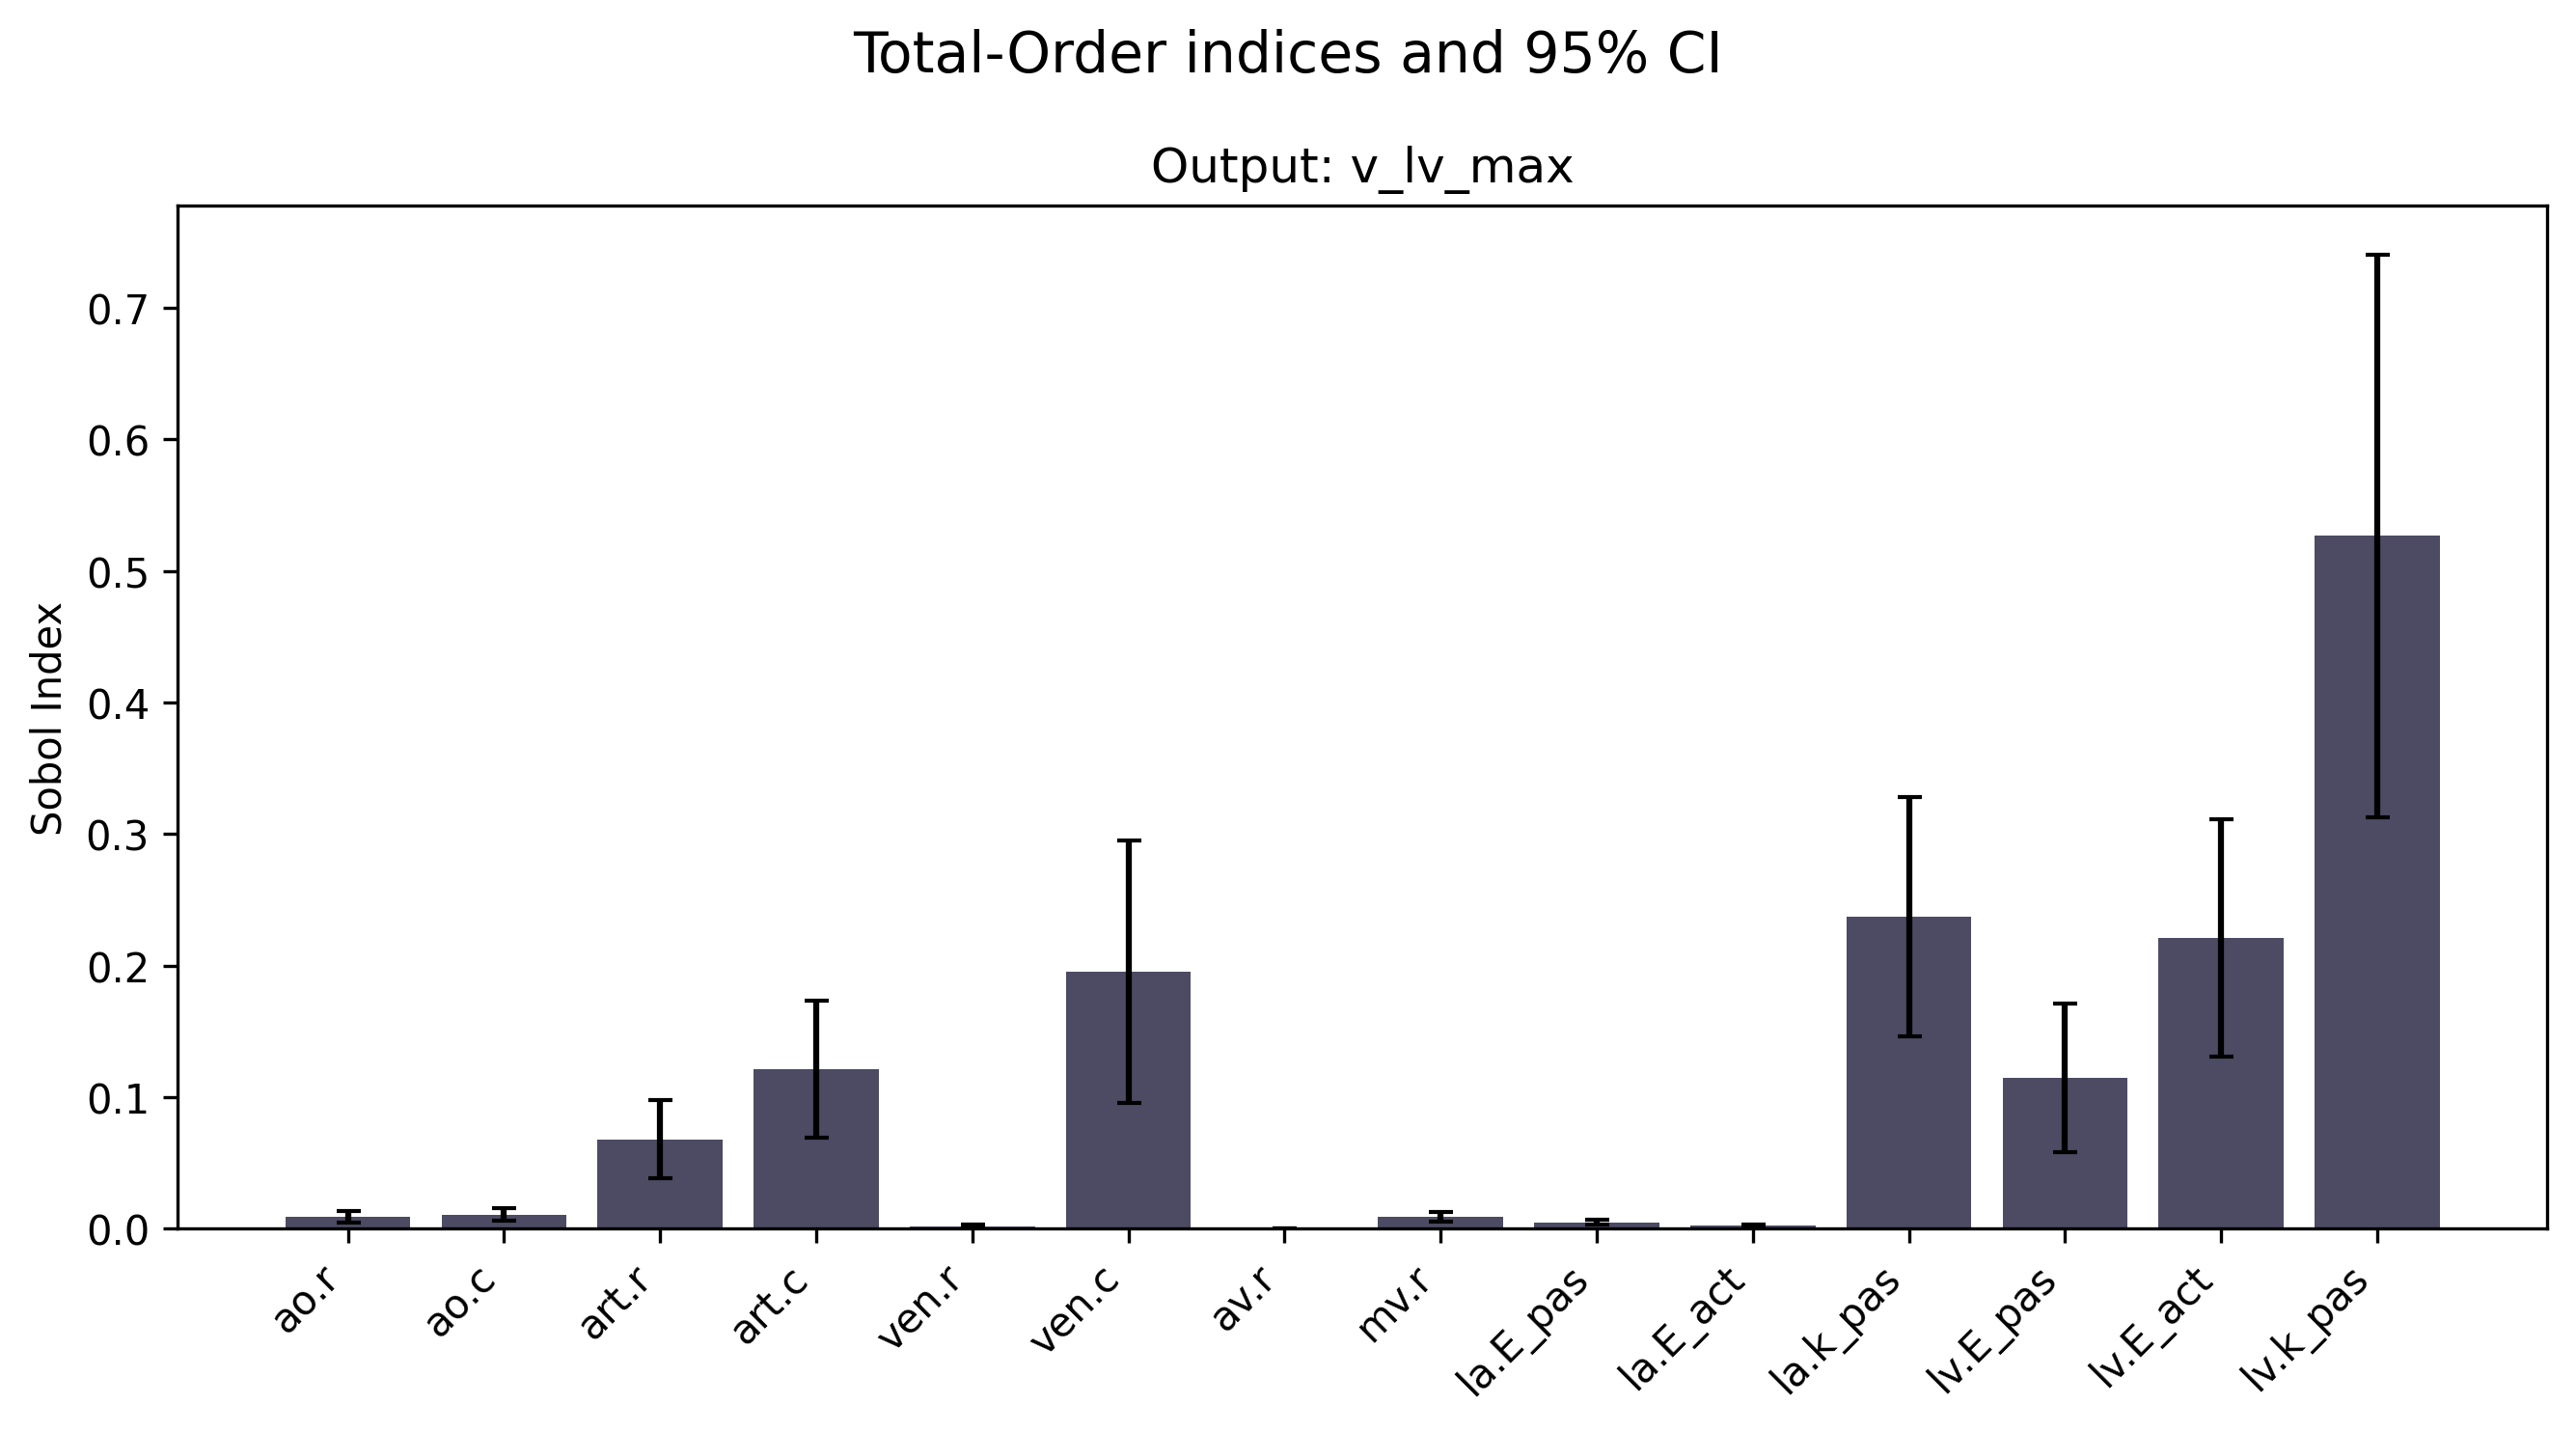 Total-Order indices and 95% CI
Output: v_lv_max
Sobol Index
0.7
0.6
0.5
0.4
0.3
0.2
0.1
0.0
ao.r
ao.c
art.r
art.c
ven.r
ven.c
av.r
mv.r
la.E_pas
la.E_act
la.k_pas
lv.E_pas
lv.E_act
lv.k_pas